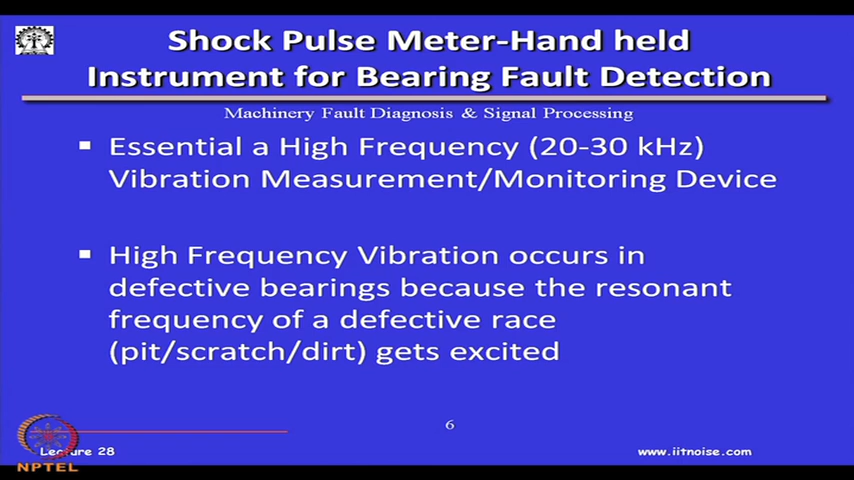 Shock Pulse Meter-Hand held
Instrument for Bearing Fault Detection
Machinery Fault Diagnosis & Signal Processing
▪ Essential a High Frequency (20-30 kHz)
Vibration Measurement/Monitoring Device
▪ High Frequency Vibration occurs in
defective bearings because the resonant
frequency of a defective race
(pit/scratch/dirt) gets excited
6
Lecture 28
www.iitnoise.com
NPTEL